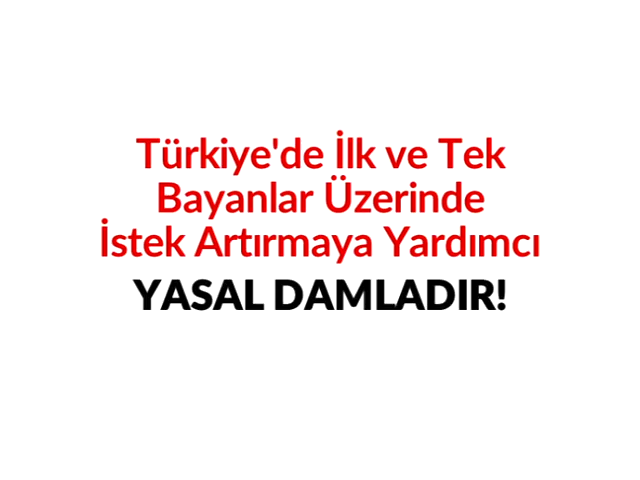 Türkiye'de İlk ve Tek
Bayanlar Üzerinde
İstek Artırmaya Yardımcı
YASAL DAMLADIR!